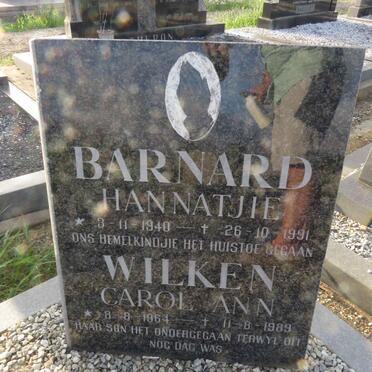 BARNARD
HANNATJIE
* 8-11-1940 — † 26-10-1991
ONS HEMELKINDJIE HET HUISTOE GEGAAN
WILKEN
CAROL ANN
* 8-8-1964 — † 11-8-1989
HAAR SON HET ONDERGEGAAN TERWYL DIT
NOG DAG WAS